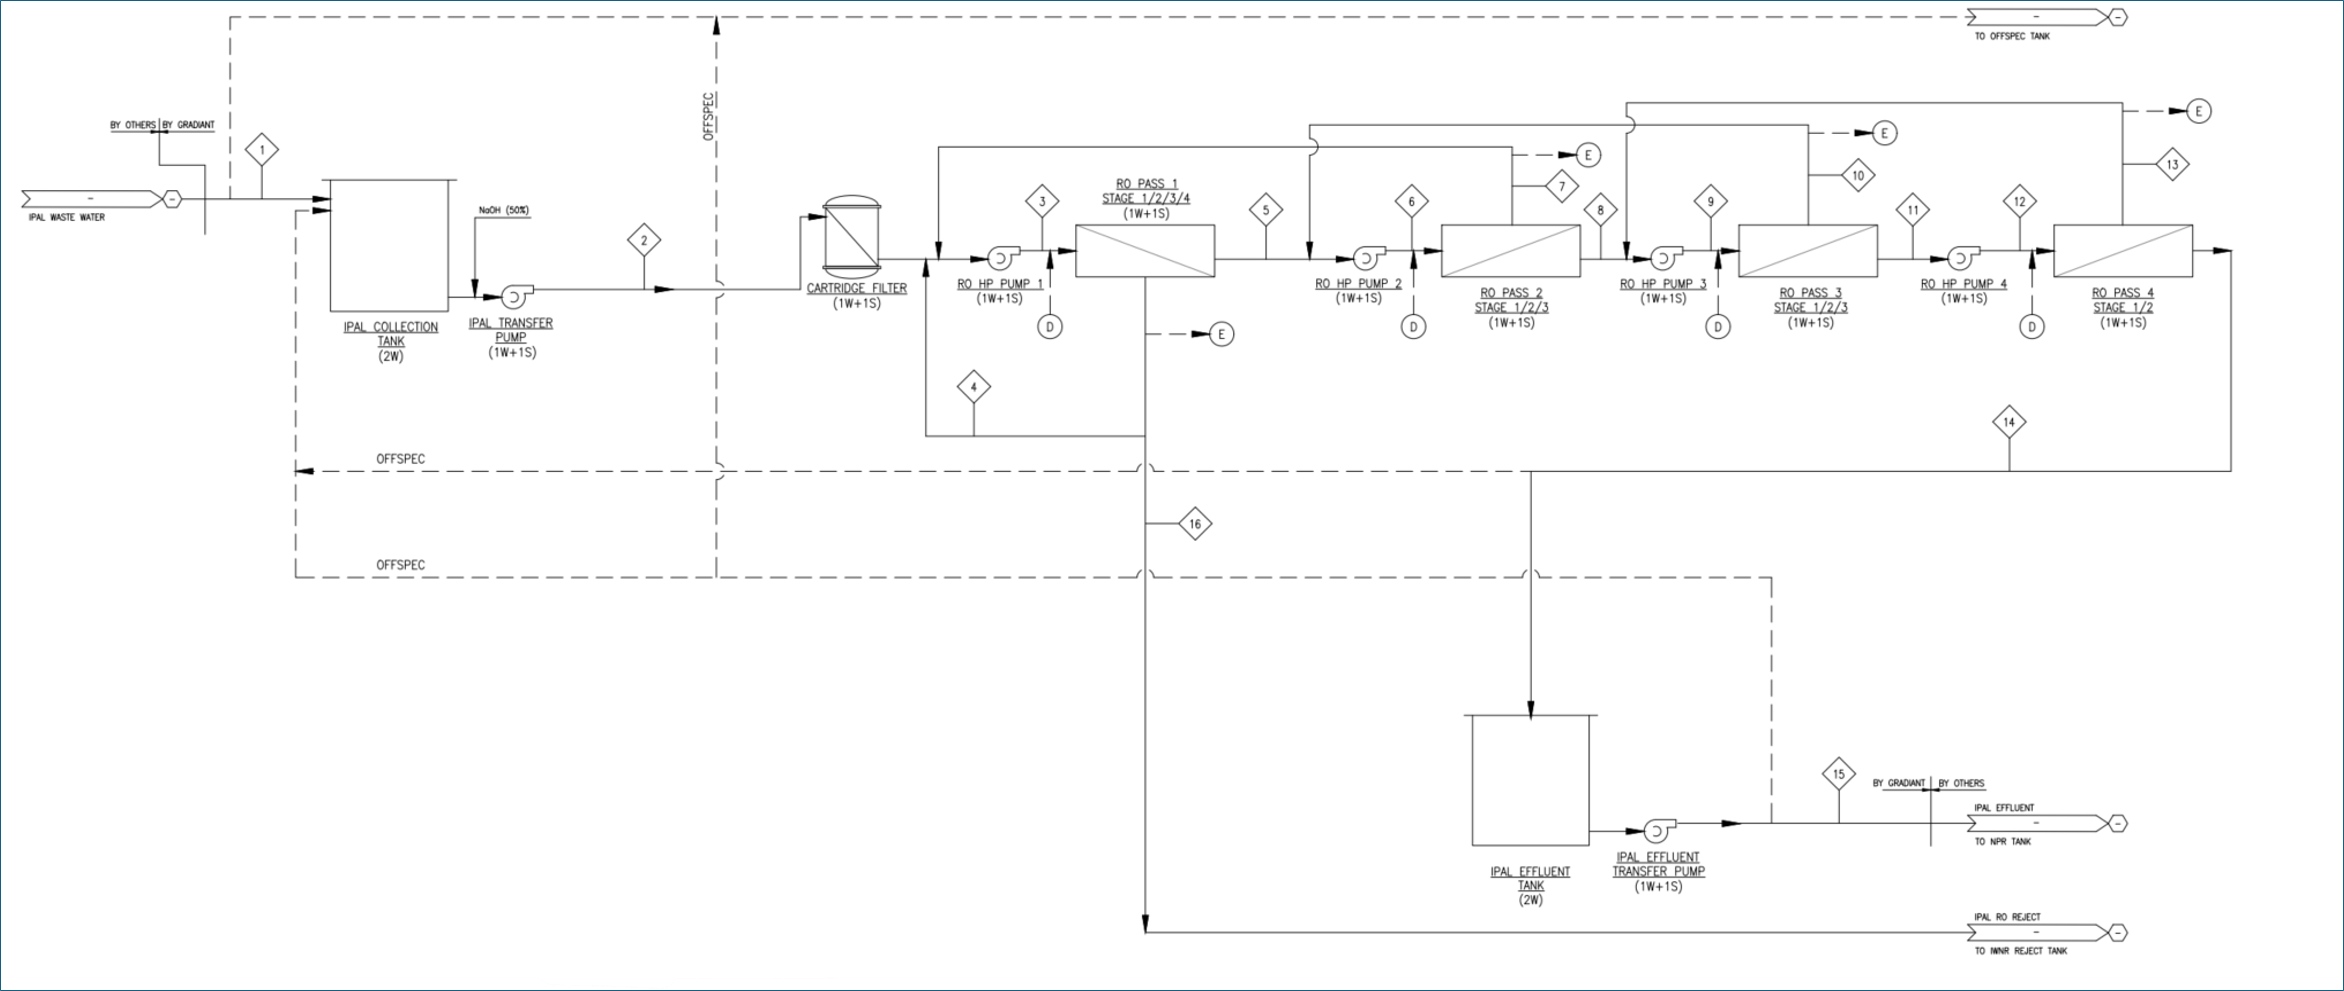 -
-
TO OFFSPEC TANK
OFFSPEC
BY OTHERS
BY GRADIANT
1
-
-
IPAL WASTE WATER
NaOH (50%)
IPAL COLLECTION
TANK
(2W)
IPAL TRANSFER
PUMP
(1W+1S)
2
CARTRIDGE FILTER
(1W+1S)
3
RO HP PUMP 1
(1W+1S)
D
RO PASS 1
STAGE 1/2/3/4
(1W+1S)
E
4
5
RO HP PUMP 2
(1W+1S)
6
D
E
7
RO PASS 2
STAGE 1/2/3
(1W+1S)
8
RO HP PUMP 3
(1W+1S)
9
D
E
10
RO PASS 3
STAGE 1/2/3
(1W+1S)
11
RO HP PUMP 4
(1W+1S)
12
D
E
13
RO PASS 4
STAGE 1/2
(1W+1S)
14
OFFSPEC
16
OFFSPEC
IPAL EFFLUENT
TANK
(2W)
IPAL EFFLUENT
TRANSFER PUMP
(1W+1S)
15
BY GRADIANT
BY OTHERS
IPAL EFFLUENT
-
-
TO NPR TANK
IPAL RO REJECT
-
-
TO IWNR REJECT TANK